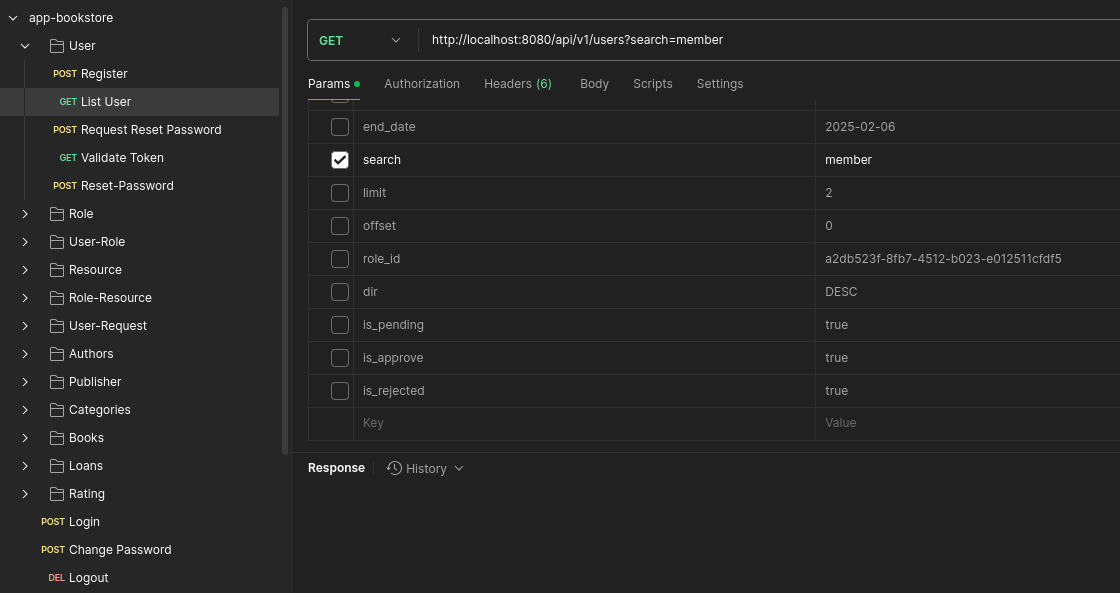 app-bookstore
User
POST Register
GET List User
POST Request Reset Password
GET Validate Token
POST Reset-Password
Role
User-Role
Resource
Role-Resource
User-Request
Authors
Publisher
Categories
Books
Loans
Rating
POST Login
POST Change Password
DEL Logout
GET http://localhost:8080/api/v1/users?search=member
Params Authorization Headers (6) Body Scripts Settings
end_date 2025-02-06
search member
limit 2
offset 0
role_id a2db523f-8fb7-4512-b023-e012511cfdf5
dir DESC
is_pending true
is_approve true
is_rejected true
Key Value
Response History